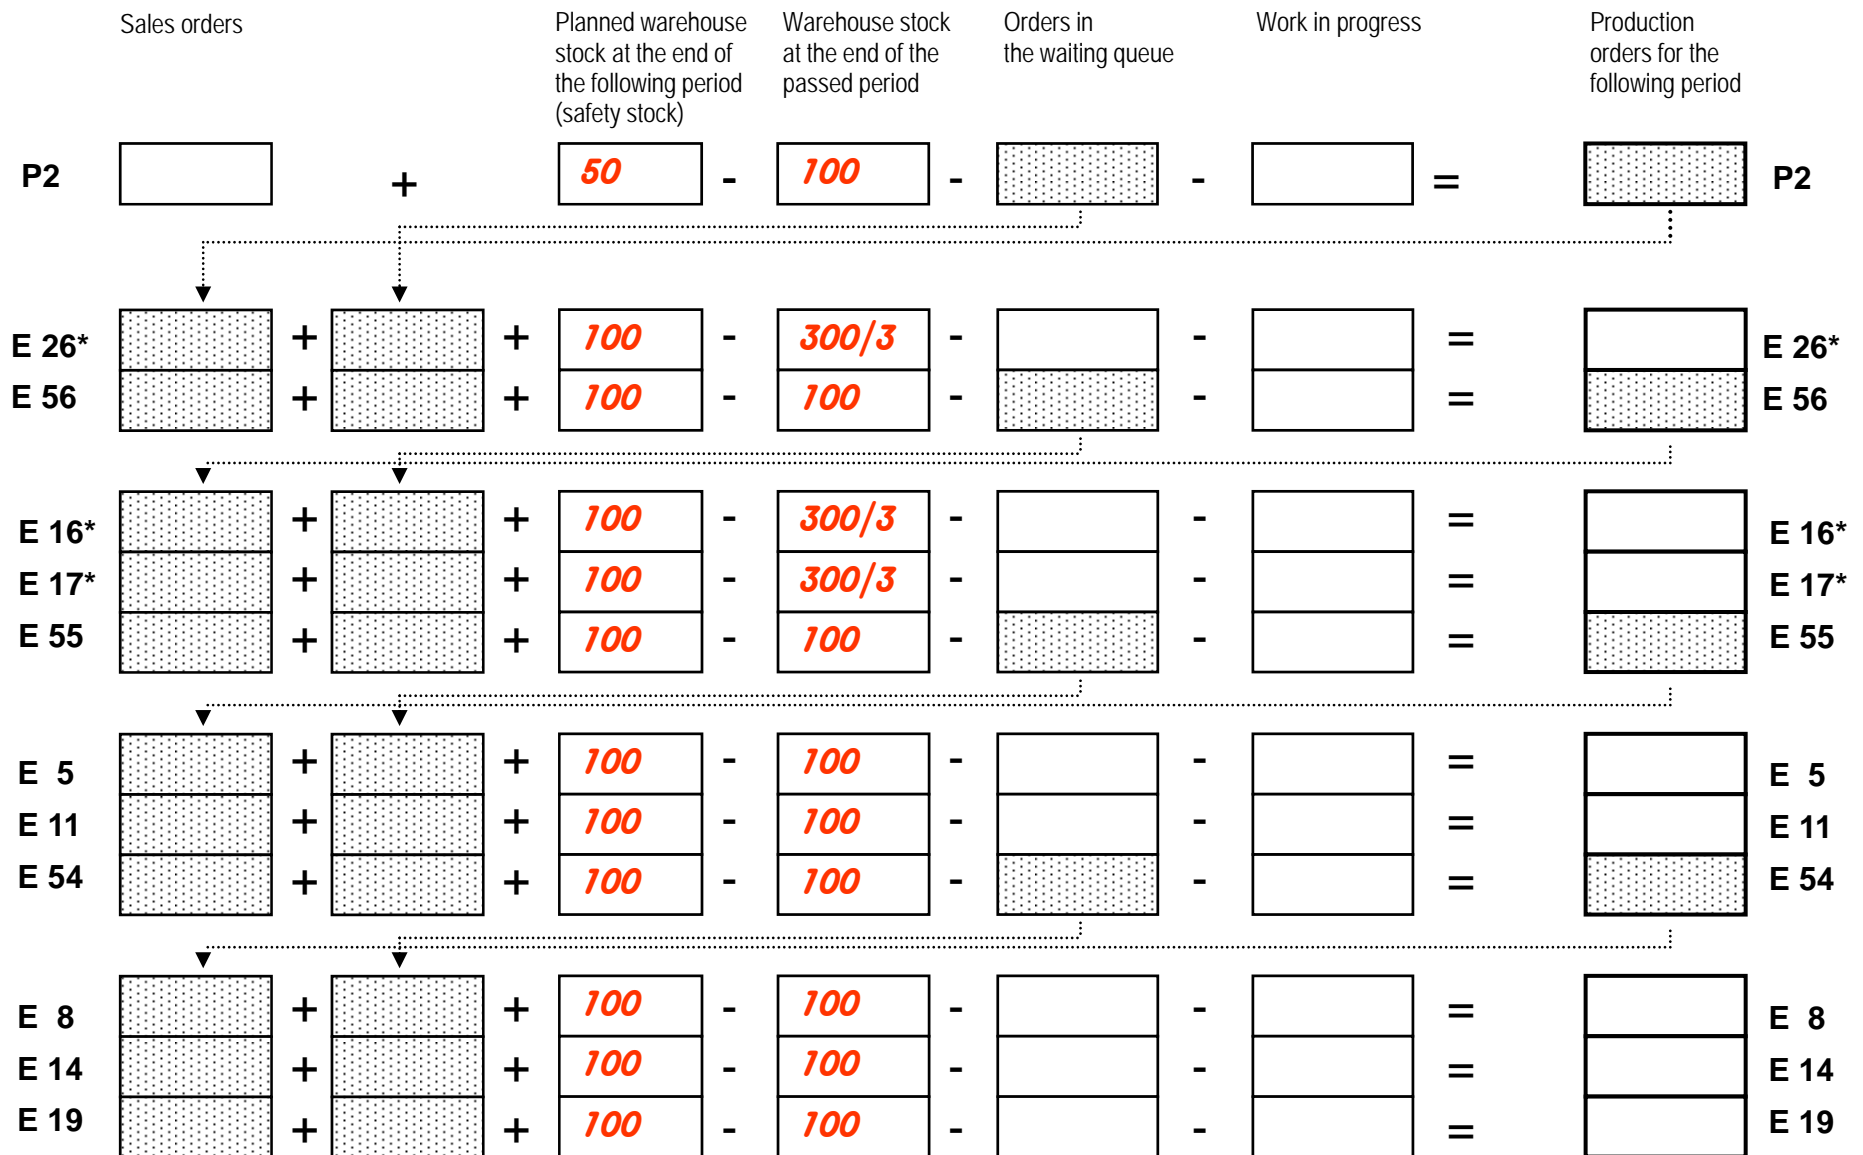 Sales orders
Planned warehouse
stock at the end of
the following period
(safety stock)
Warehouse stock
at the end of the
passed period
Orders in
the waiting queue
Work in progress
Production
orders for the
following period
P2 + 50 - 100 - - = P2
E 26* + + 100 - 300/3 - - = E 26*
E 56 + + 100 - 100 - - = E 56
E 16* + + 100 - 300/3 - - = E 16*
E 17* + + 100 - 300/3 - - = E 17*
E 55 + + 100 - 100 - - = E 55
E 5 + + 100 - 100 - - = E 5
E 11 + + 100 - 100 - - = E 11
E 54 + + 100 - 100 - - = E 54
E 8 + + 100 - 100 - - = E 8
E 14 + + 100 - 100 - - = E 14
E 19 + + 100 - 100 - - = E 19